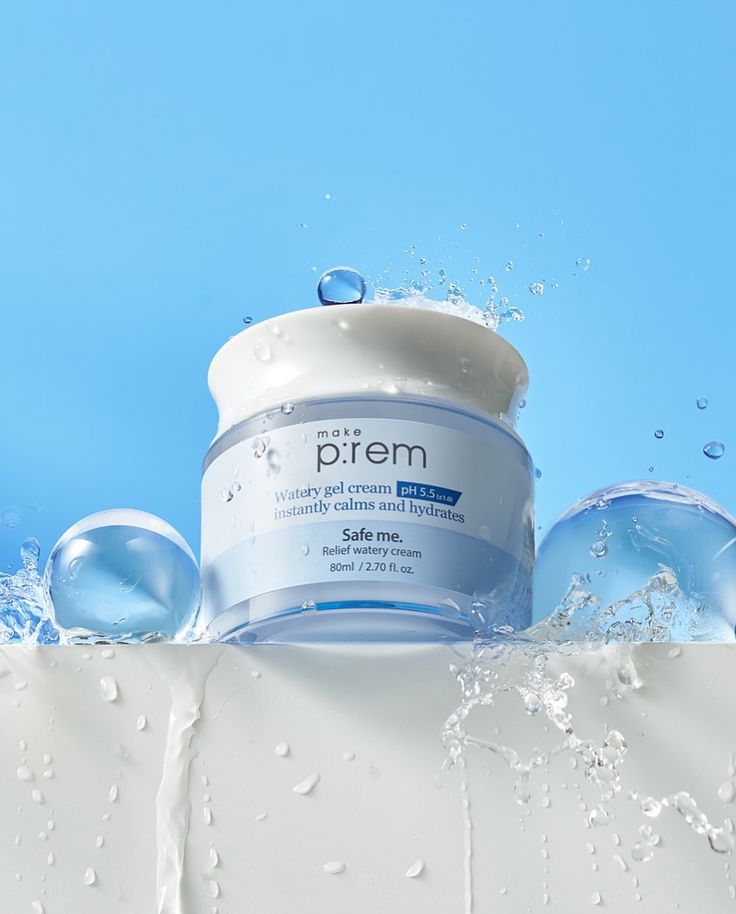 make
p:rem
Watery gel cream pH 5.5 (±1.0)
instantly calms and hydrates
Safe me.
Relief watery cream
80ml / 2.70 fl. oz.